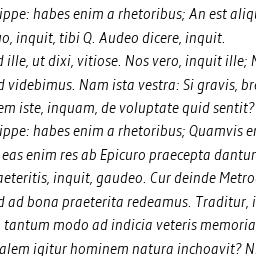 ippe: habes enim a rhetoribus; An est aliq
o, inquit, tibi Q. Audeo dicere, inquit.
ille, ut dixi, vitiose. Nos vero, inquit ille;
videbimus. Nam ista vestra: Si gravis, br
em iste, inquam, de voluptate quid sentit?
ippe: habes enim a rhetoribus; Quamvis e
eas enim res ab Epicuro praecepta dantur
aeteritis, inquit, gaudeo. Cur deinde Metro
d ad bona praeterita redeamus. Traditur, i
tantum modo ad indicia veteris memoria
alem igitur hominem natura inchoavit? N